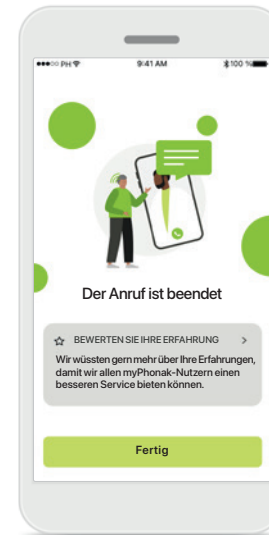 ●●●○○ PH 9:41 AM 100 %
Der Anruf ist beendet
BEWERTEN SIE IHRE ERFAHRUNG
Wir wüssten gern mehr über Ihre Erfahrungen,
damit wir allen myPhonak-Nutzern einen
besseren Service bieten können.
Fertig